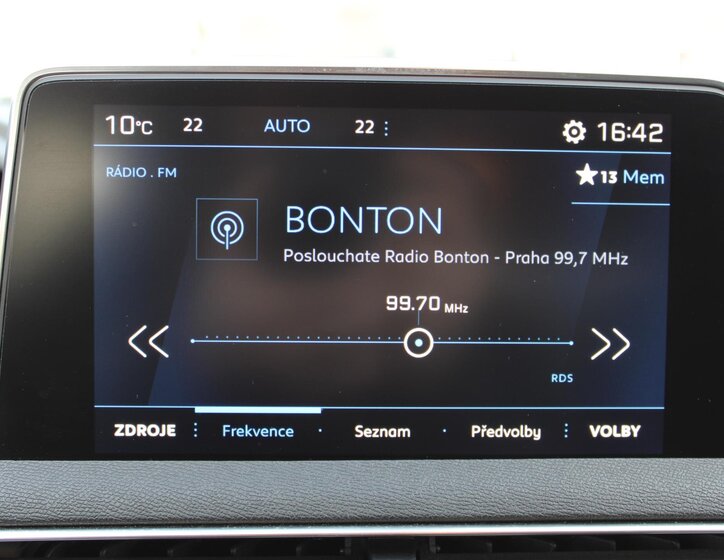 10°C 22 AUTO 22 16:42
RÁDIO . FM
13 Mem
BONTON
Poslouchate Radio Bonton - Praha 99,7 MHz
99.70 MHz
RDS
ZDROJE Frekvence Seznam Předvolby VOLBY